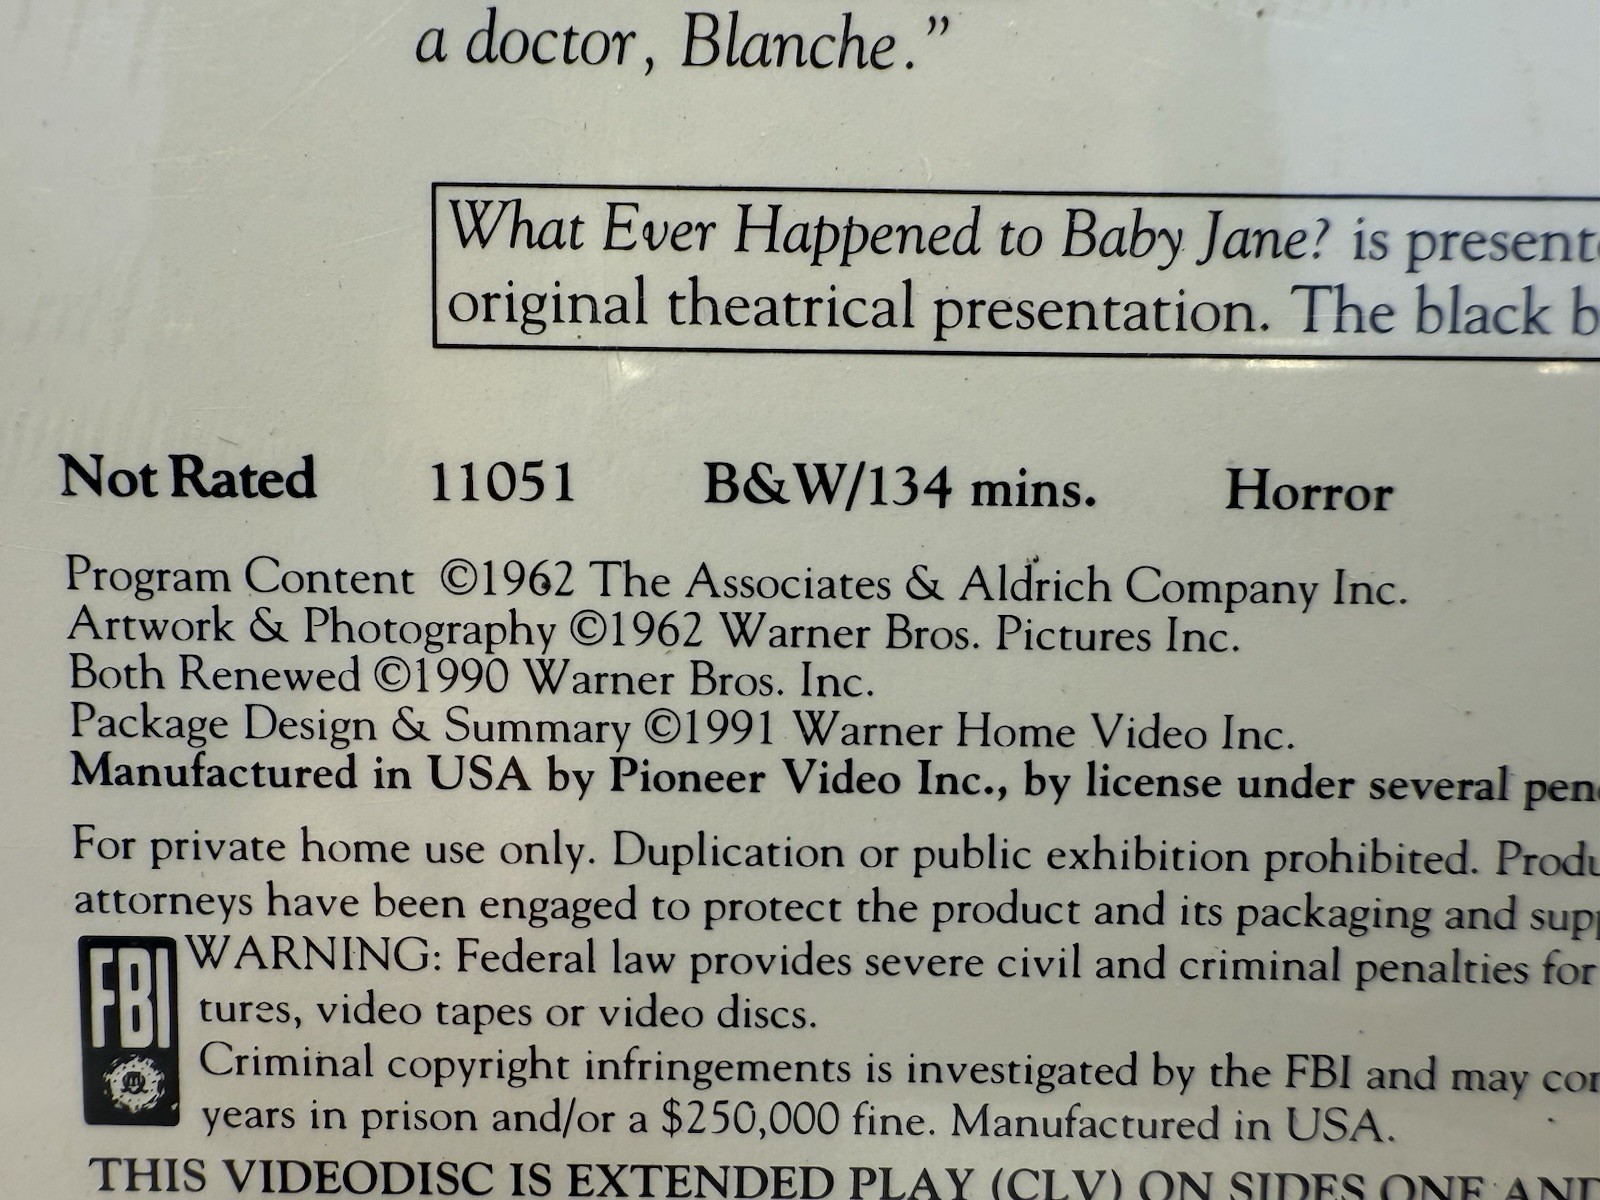 a doctor, Blanche.”
What Ever Happened to Baby Jane? is presente
original theatrical presentation. The black b
Not Rated 11051 B&W/134 mins. Horror
Program Content ©1962 The Associates & Aldrich Company Inc.
Artwork & Photography ©1962 Warner Bros. Pictures Inc.
Both Renewed ©1990 Warner Bros. Inc.
Package Design & Summary ©1991 Warner Home Video Inc.
Manufactured in USA by Pioneer Video Inc., by license under several pen
For private home use only. Duplication or public exhibition prohibited. Produ
attorneys have been engaged to protect the product and its packaging and supp
FBI WARNING: Federal law provides severe civil and criminal penalties for
tures, video tapes or video discs.
Criminal copyright infringements is investigated by the FBI and may con
years in prison and/or a $250,000 fine. Manufactured in USA.
THIS VIDEODISC IS EXTENDED PLAY (CLV) ON SIDES ONE AND